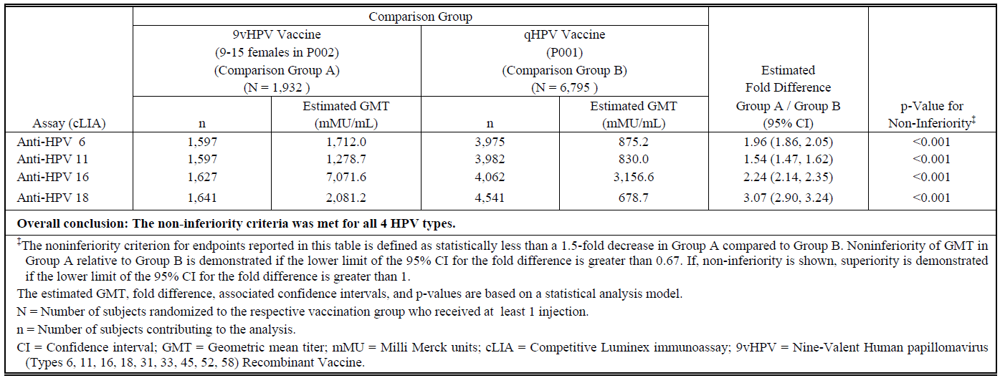 Comparison Group
9vHPV Vaccine
(9-15 females in P002)
(Comparison Group A)
(N = 1,932 )
qHPV Vaccine
(P001)
(Comparison Group B)
(N = 6,795 )
Estimated
Fold Difference
Group A / Group B
(95% CI)
p-Value for
Non-Inferiority‡
Assay (cLIA) n Estimated GMT (mMU/mL) n Estimated GMT (mMU/mL)
Anti-HPV 6 1,597 1,712.0 3,975 875.2 1.96 (1.86, 2.05) <0.001
Anti-HPV 11 1,597 1,278.7 3,982 830.0 1.54 (1.47, 1.62) <0.001
Anti-HPV 16 1,627 7,071.6 4,062 3,156.6 2.24 (2.14, 2.35) <0.001
Anti-HPV 18 1,641 2,081.2 4,541 678.7 3.07 (2.90, 3.24) <0.001
Overall conclusion: The non-inferiority criteria was met for all 4 HPV types.
‡The noninferiority criterion for endpoints reported in this table is defined as statistically less than a 1.5-fold decrease in Group A compared to Group B. Noninferiority of GMT in
Group A relative to Group B is demonstrated if the lower limit of the 95% CI for the fold difference is greater than 0.67. If, non-inferiority is shown, superiority is demonstrated
if the lower limit of the 95% CI for the fold difference is greater than 1.
The estimated GMT, fold difference, associated confidence intervals, and p-values are based on a statistical analysis model.
N = Number of subjects randomized to the respective vaccination group who received at least 1 injection.
n = Number of subjects contributing to the analysis.
CI = Confidence interval; GMT = Geometric mean titer; mMU = Milli Merck units; cLIA = Competitive Luminex immunoassay; 9vHPV = Nine-Valent Human papillomavirus
(Types 6, 11, 16, 18, 31, 33, 45, 52, 58) Recombinant Vaccine.